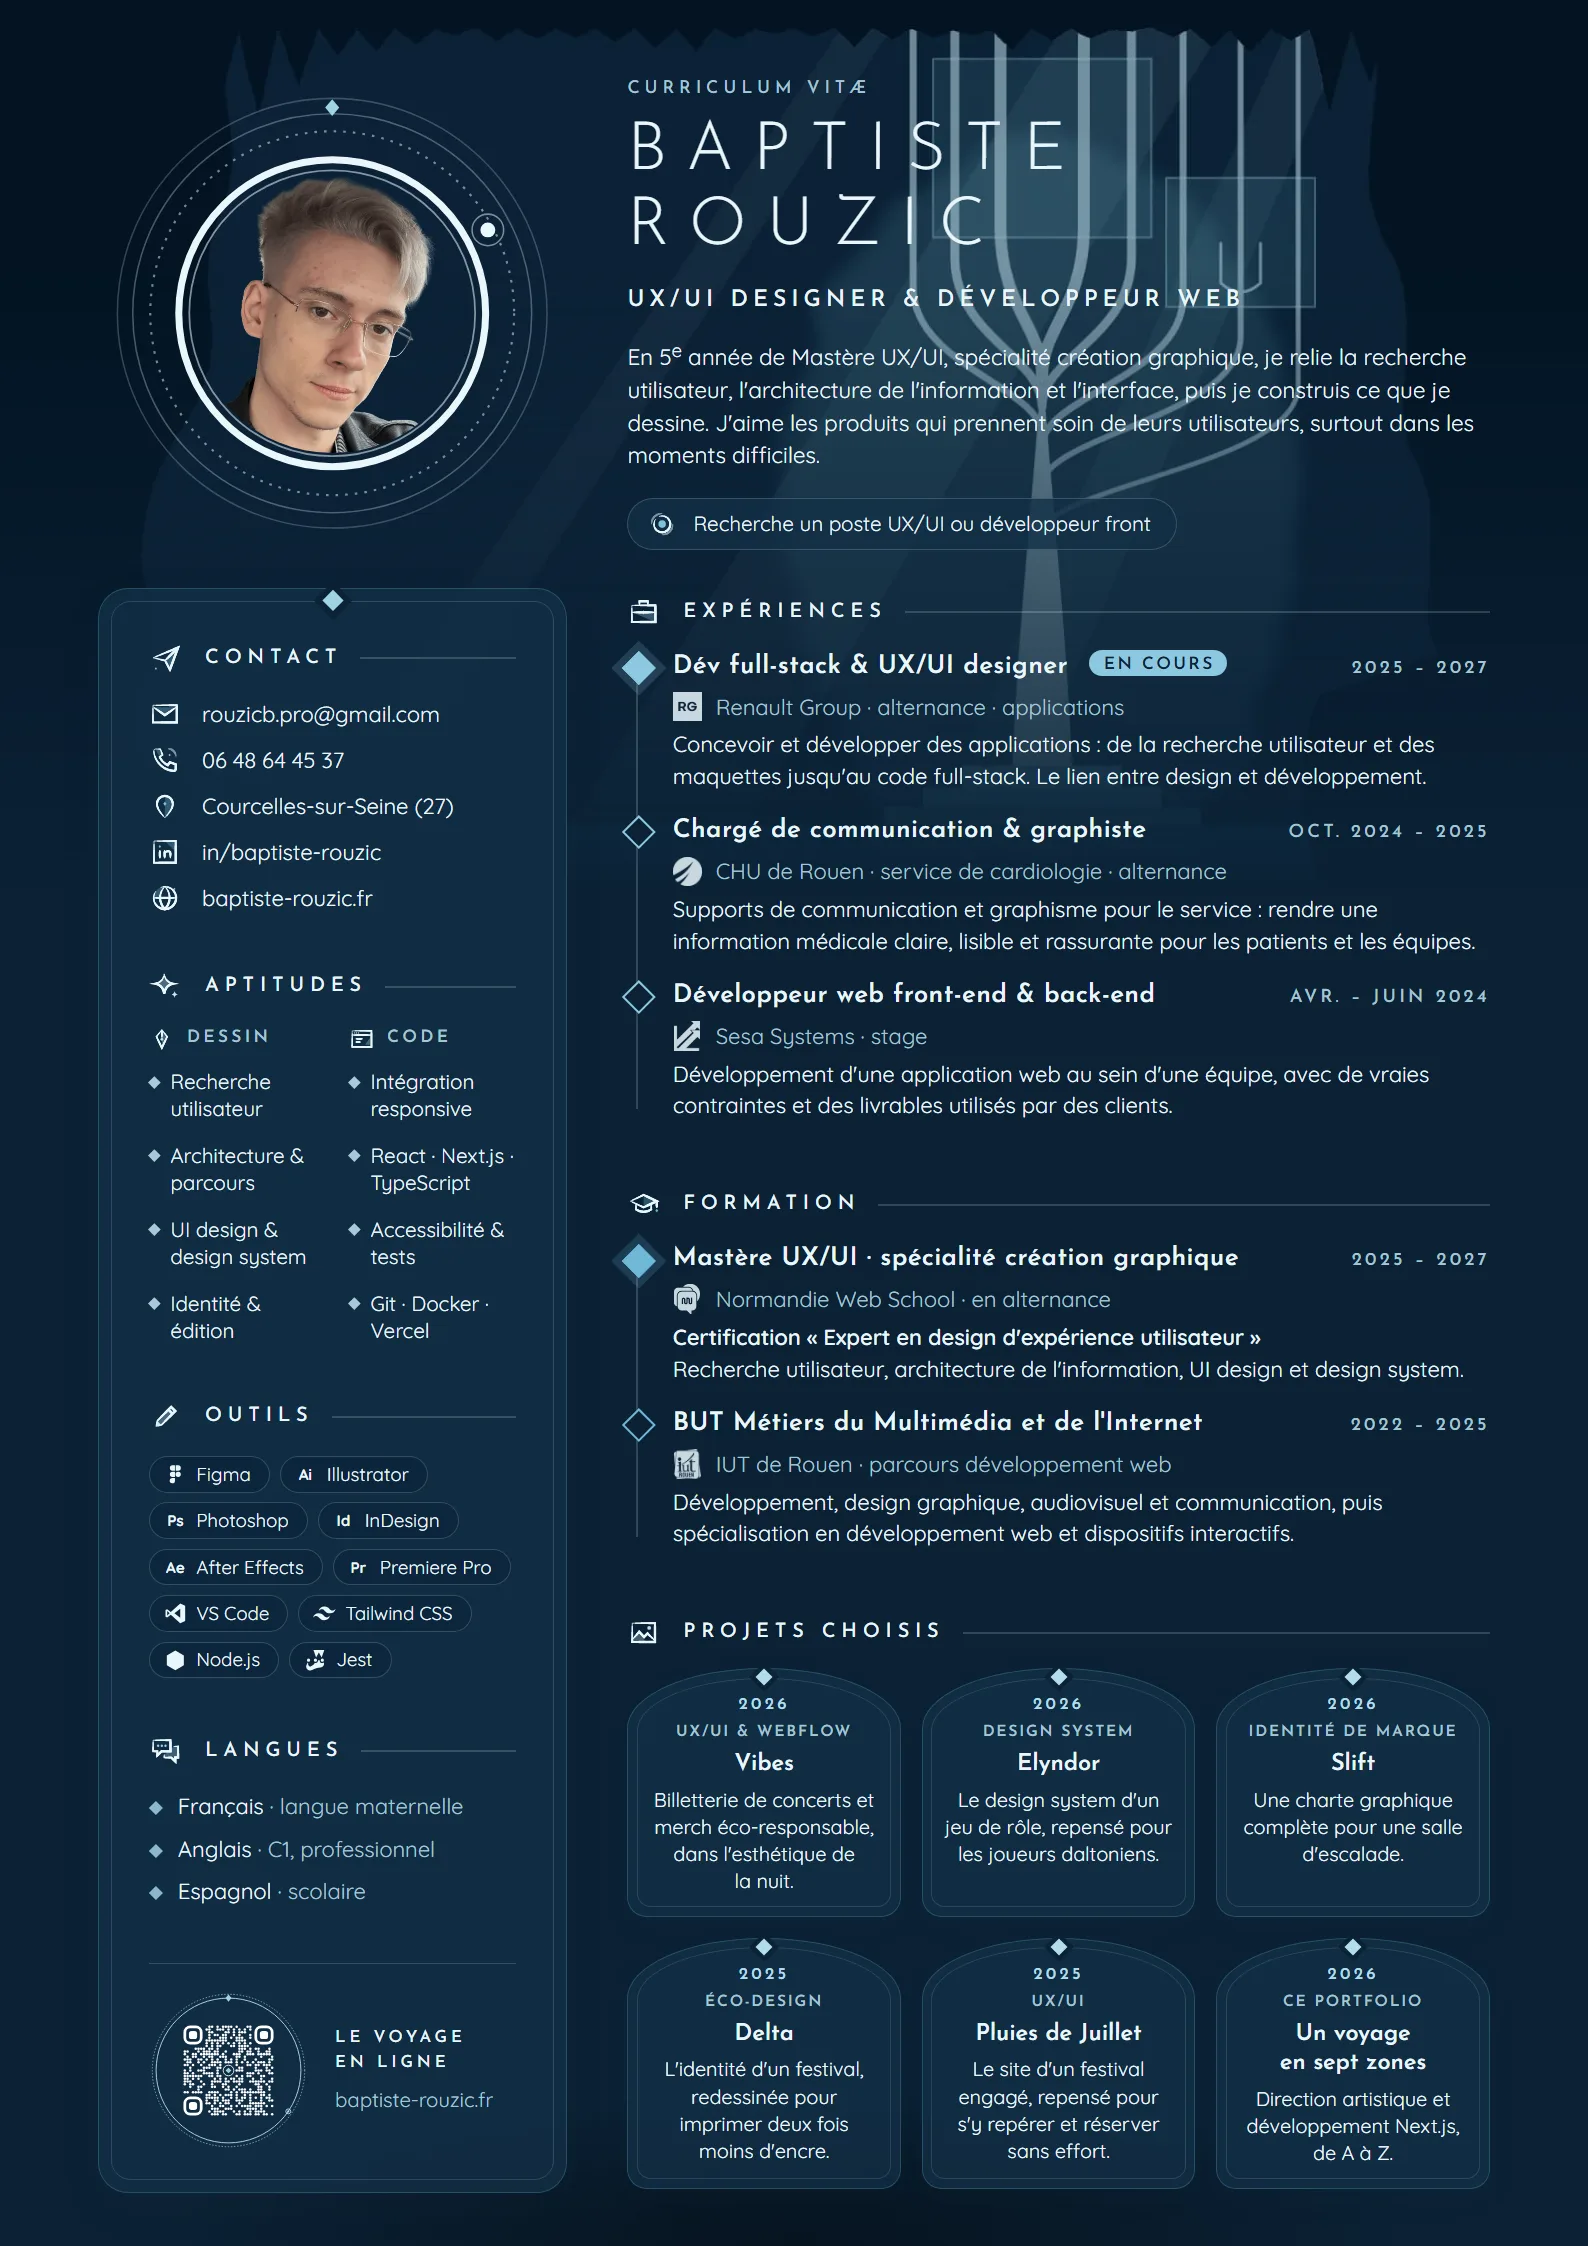 CURRICULUM VITÆ
BAPTISTE
ROUZIC
UX/UI DESIGNER & DÉVELOPPEUR WEB
En 5e année de Mastère UX/UI, spécialité création graphique, je relie la recherche
utilisateur, l'architecture de l'information et l'interface, puis je construis ce que je
dessine. J'aime les produits qui prennent soin de leurs utilisateurs, surtout dans les
moments difficiles.
Recherche un poste UX/UI ou développeur front
CONTACT
rouzicb.pro@gmail.com
06 48 64 45 37
Courcelles-sur-Seine (27)
in/baptiste-rouzic
baptiste-rouzic.fr
APTITUDES
DESSIN
Recherche
utilisateur
Architecture &
parcours
UI design &
design system
Identité &
édition
CODE
Intégration
responsive
React · Next.js ·
TypeScript
Accessibilité &
tests
Git · Docker ·
Vercel
OUTILS
Figma
Ai Illustrator
Ps Photoshop
Id InDesign
Ae After Effects
Pr Premiere Pro
VS Code
Tailwind CSS
Node.js
Jest
LANGUES
Français · langue maternelle
Anglais · C1, professionnel
Espagnol · scolaire
LE VOYAGE
EN LIGNE
baptiste-rouzic.fr
EXPÉRIENCES
Dév full-stack & UX/UI designer EN COURS 2025 – 2027
RG Renault Group · alternance · applications
Concevoir et développer des applications : de la recherche utilisateur et des
maquettes jusqu'au code full-stack. Le lien entre design et développement.
Chargé de communication & graphiste OCT. 2024 – 2025
CHU de Rouen · service de cardiologie · alternance
Supports de communication et graphisme pour le service : rendre une
information médicale claire, lisible et rassurante pour les patients et les équipes.
Développeur web front-end & back-end AVR. – JUIN 2024
Sesa Systems · stage
Développement d'une application web au sein d'une équipe, avec de vraies
contraintes et des livrables utilisés par des clients.
FORMATION
Mastère UX/UI · spécialité création graphique 2025 – 2027
Normandie Web School · en alternance
Certification « Expert en design d'expérience utilisateur »
Recherche utilisateur, architecture de l'information, UI design et design system.
BUT Métiers du Multimédia et de l'Internet 2022 – 2025
iut ROUEN IUT de Rouen · parcours développement web
Développement, design graphique, audiovisuel et communication, puis
spécialisation en développement web et dispositifs interactifs.
PROJETS CHOISIS
2026
UX/UI & WEBFLOW
Vibes
Billetterie de concerts et
merch éco-responsable,
dans l'esthétique de
la nuit.
2026
DESIGN SYSTEM
Elyndor
Le design system d'un
jeu de rôle, repensé pour
les joueurs daltoniens.
2026
IDENTITÉ DE MARQUE
Slift
Une charte graphique
complète pour une salle
d'escalade.
2025
ÉCO-DESIGN
Delta
L'identité d'un festival,
redessinée pour
imprimer deux fois
moins d'encre.
2025
UX/UI
Pluies de Juillet
Le site d'un festival
engagé, repensé pour
s'y repérer et réserver
sans effort.
2026
CE PORTFOLIO
Un voyage
en sept zones
Direction artistique et
développement Next.js,
de A à Z.